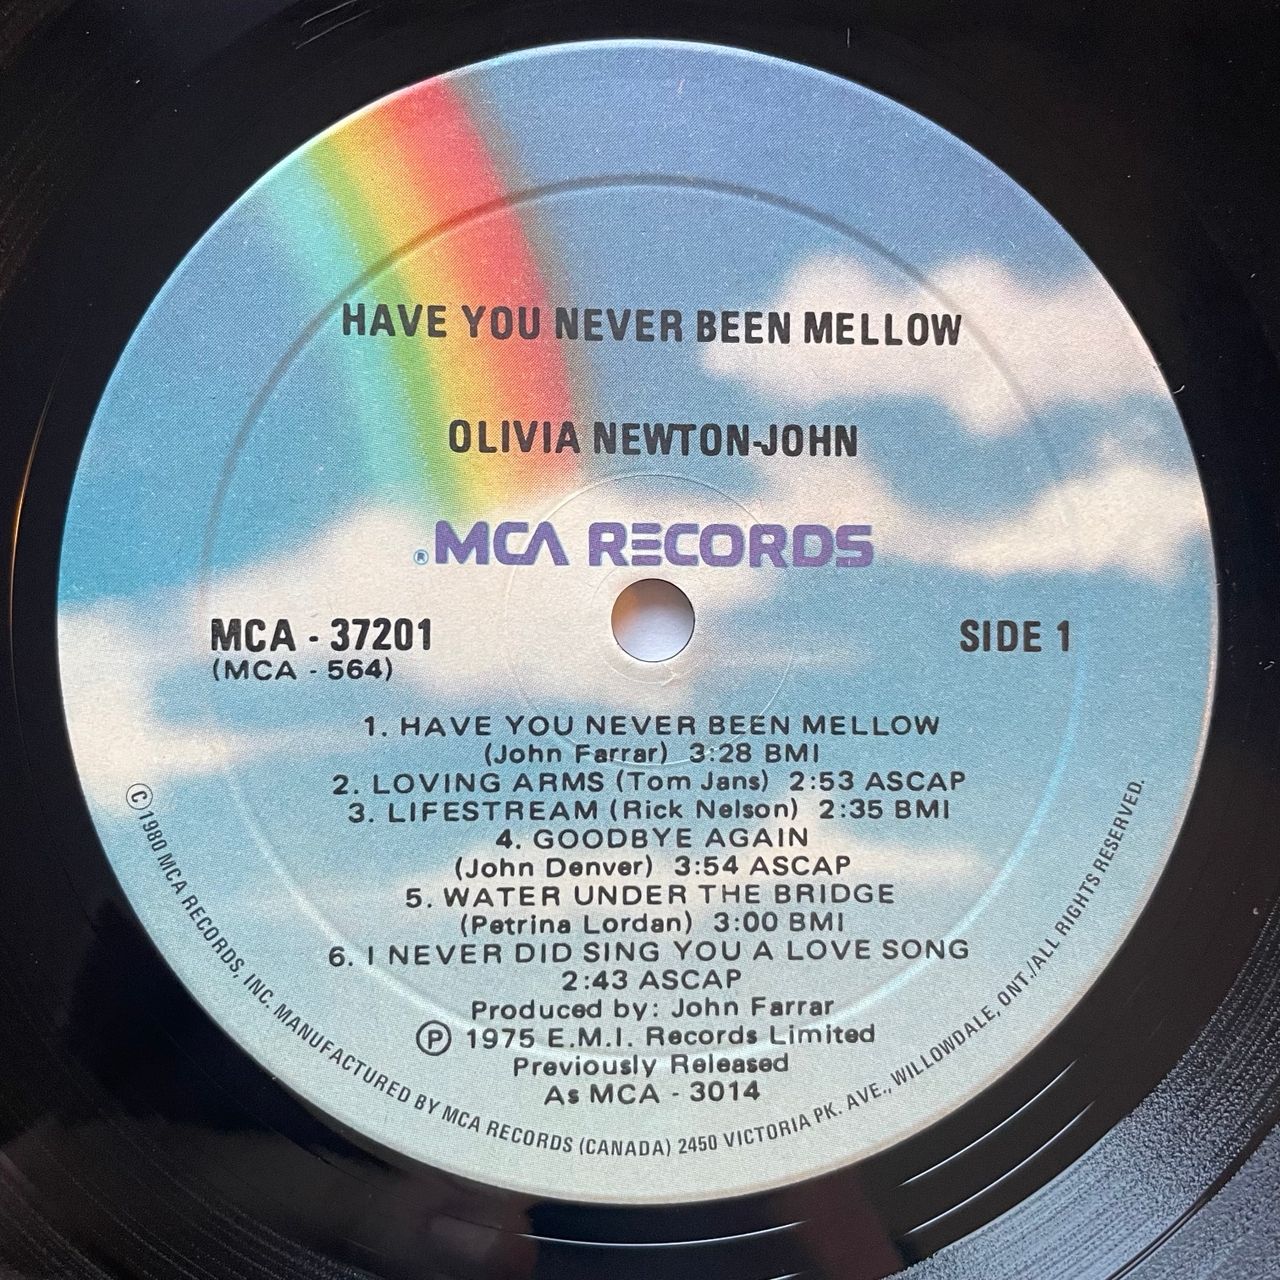 HAVE YOU NEVER BEEN MELLOW
OLIVIA NEWTON-JOHN
® MCA RECORDS
MCA - 37201
(MCA - 564)
SIDE 1
1. HAVE YOU NEVER BEEN MELLOW
(John Farrar) 3:28 BMI
2. LOVING ARMS (Tom Jans) 2:53 ASCAP
3. LIFESTREAM (Rick Nelson) 2:35 BMI
4. GOODBYE AGAIN
(John Denver) 3:54 ASCAP
5. WATER UNDER THE BRIDGE
(Petrina Lordan) 3:00 BMI
6. I NEVER DID SING YOU A LOVE SONG
2:43 ASCAP
Produced by: John Farrar
Ⓟ 1975 E.M.I. Records Limited
Previously Released
As MCA - 3014
© 1980 MCA RECORDS, INC. MANUFACTURED BY MCA RECORDS (CANADA) 2450 VICTORIA PK. AVE., WILLOWDALE, ONT./ALL RIGHTS RESERVED.